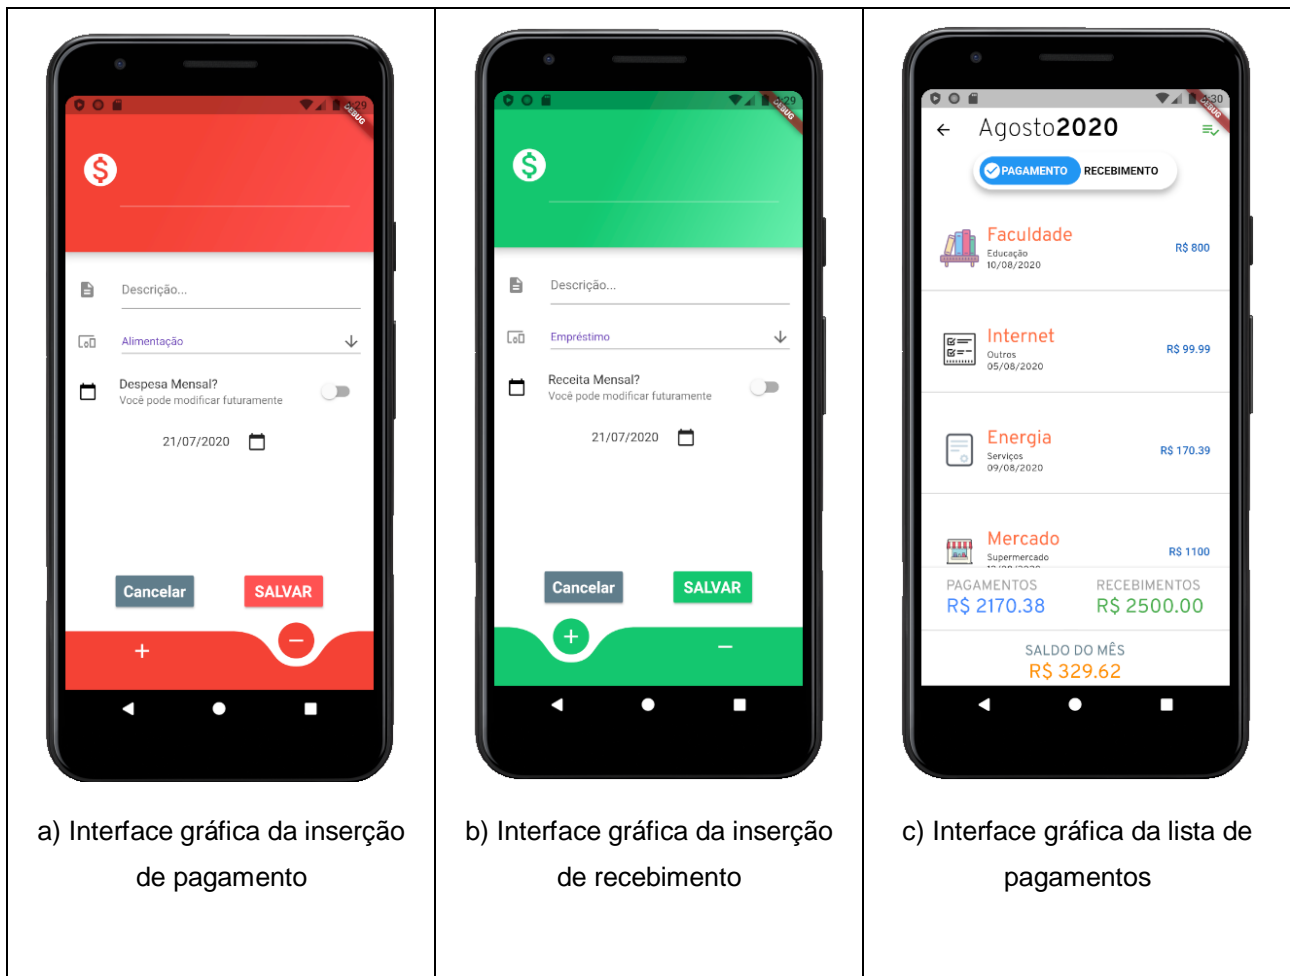 DEBUG
$
Descrição...
Alimentação
Despesa Mensal?
Você pode modificar futuramente
21/07/2020
Cancelar
SALVAR
+
−
a) Interface gráfica da inserção
de pagamento
DEBUG
$
Descrição...
Empréstimo
Receita Mensal?
Você pode modificar futuramente
21/07/2020
Cancelar
SALVAR
+
−
b) Interface gráfica da inserção
de recebimento
DEBUG
Agosto2020
PAGAMENTO RECEBIMENTO
Faculdade
Educação
10/08/2020
R$ 800
Internet
Outros
05/08/2020
R$ 99.99
Energia
Serviços
09/08/2020
R$ 170.39
Mercado
Supermercado
R$ 1100
PAGAMENTOS RECEBIMENTOS
R$ 2170.38 R$ 2500.00
SALDO DO MÊS
R$ 329.62
c) Interface gráfica da lista de
pagamentos